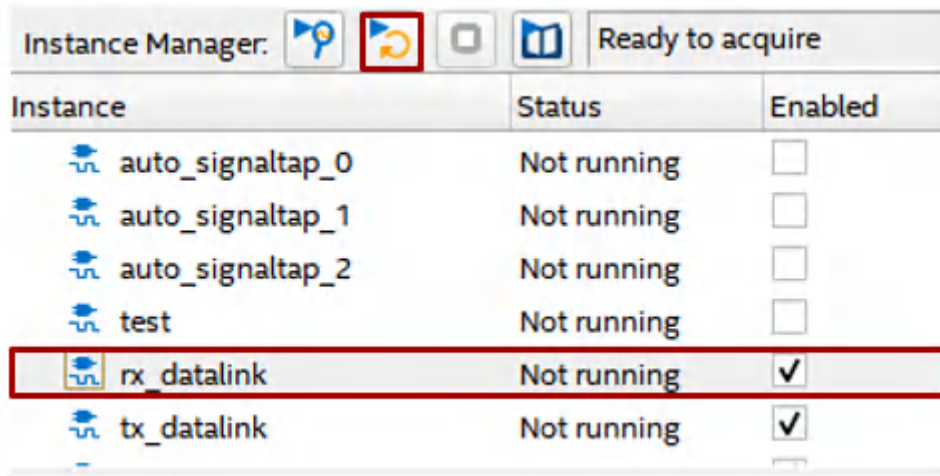 Instance Manager: Ready to acquire
Instance Status Enabled
auto_signaltap_0 Not running
auto_signaltap_1 Not running
auto_signaltap_2 Not running
test Not running
rx_datalink Not running
tx_datalink Not running